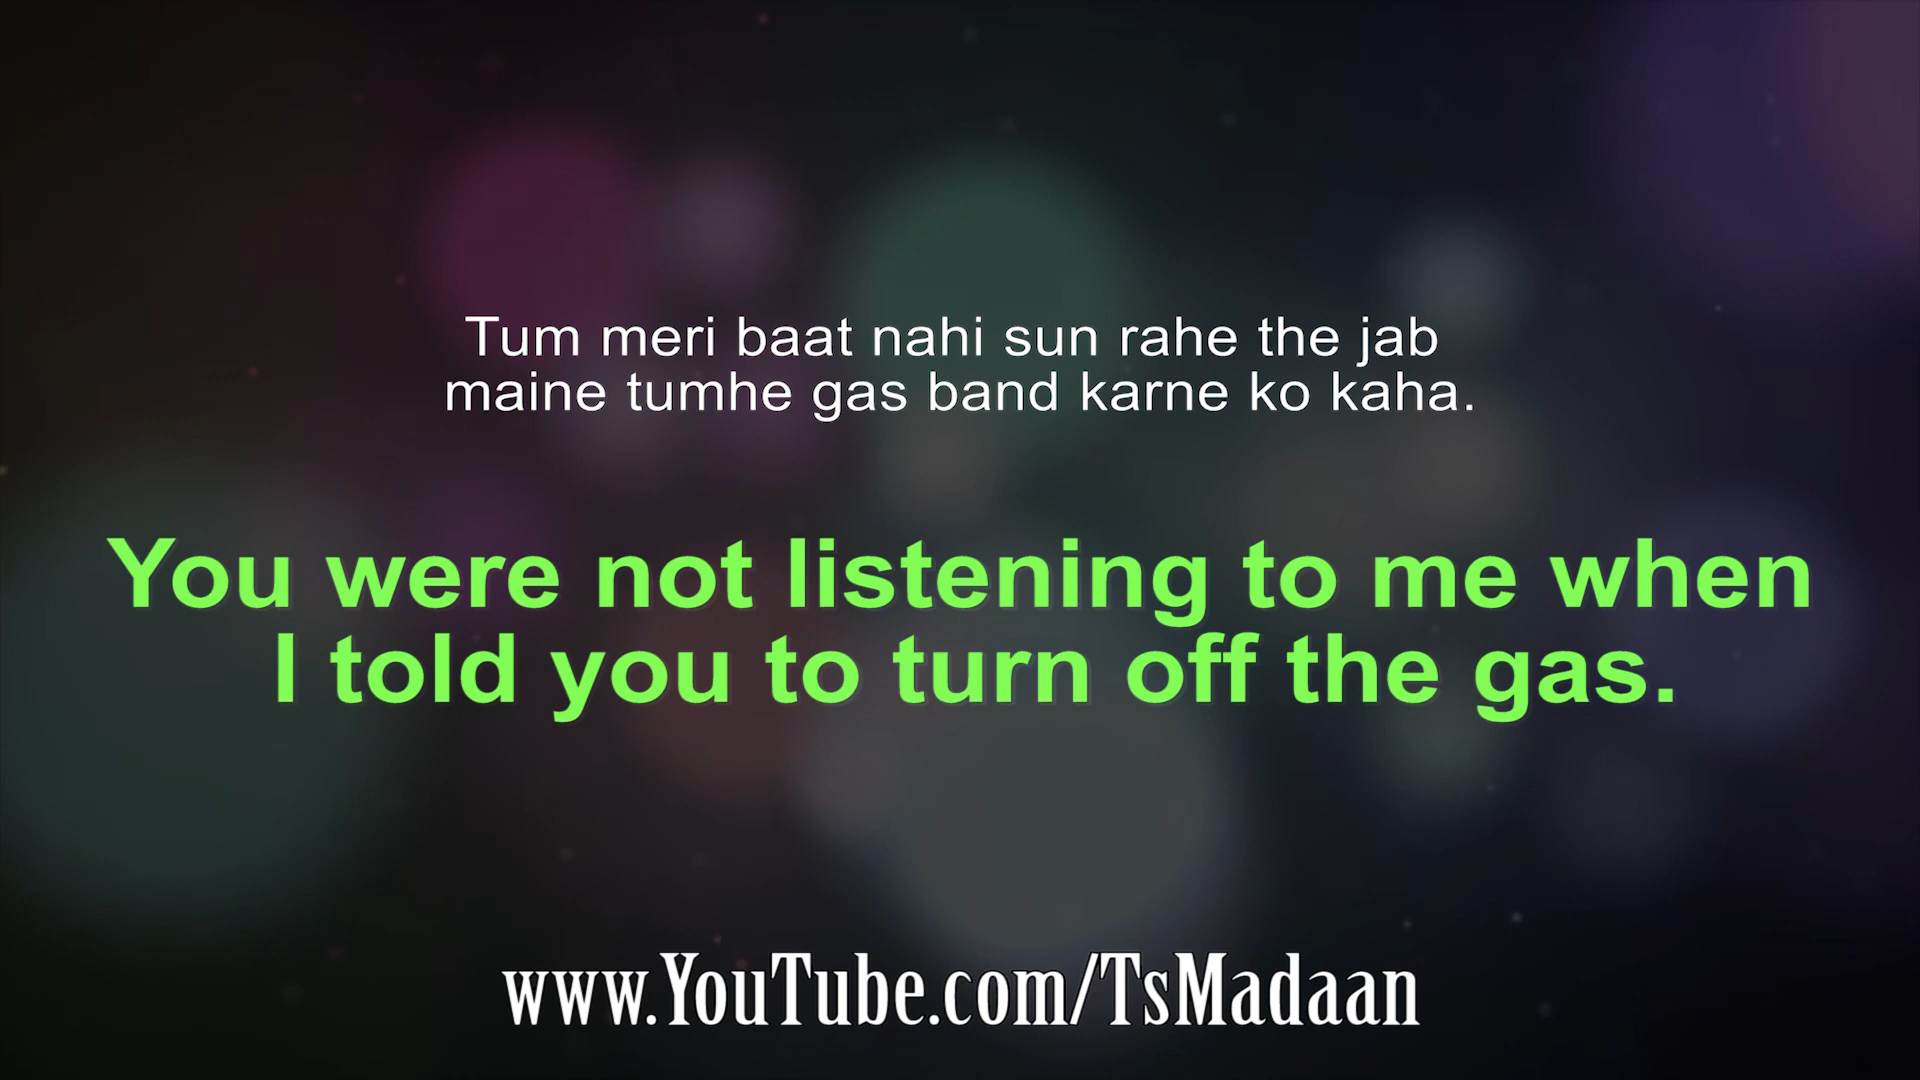 Tum meri baat nahi sun rahe the jab
maine tumhe gas band karne ko kaha.
You were not listening to me when
I told you to turn off the gas.
www.YouTube.com/TsMadaan